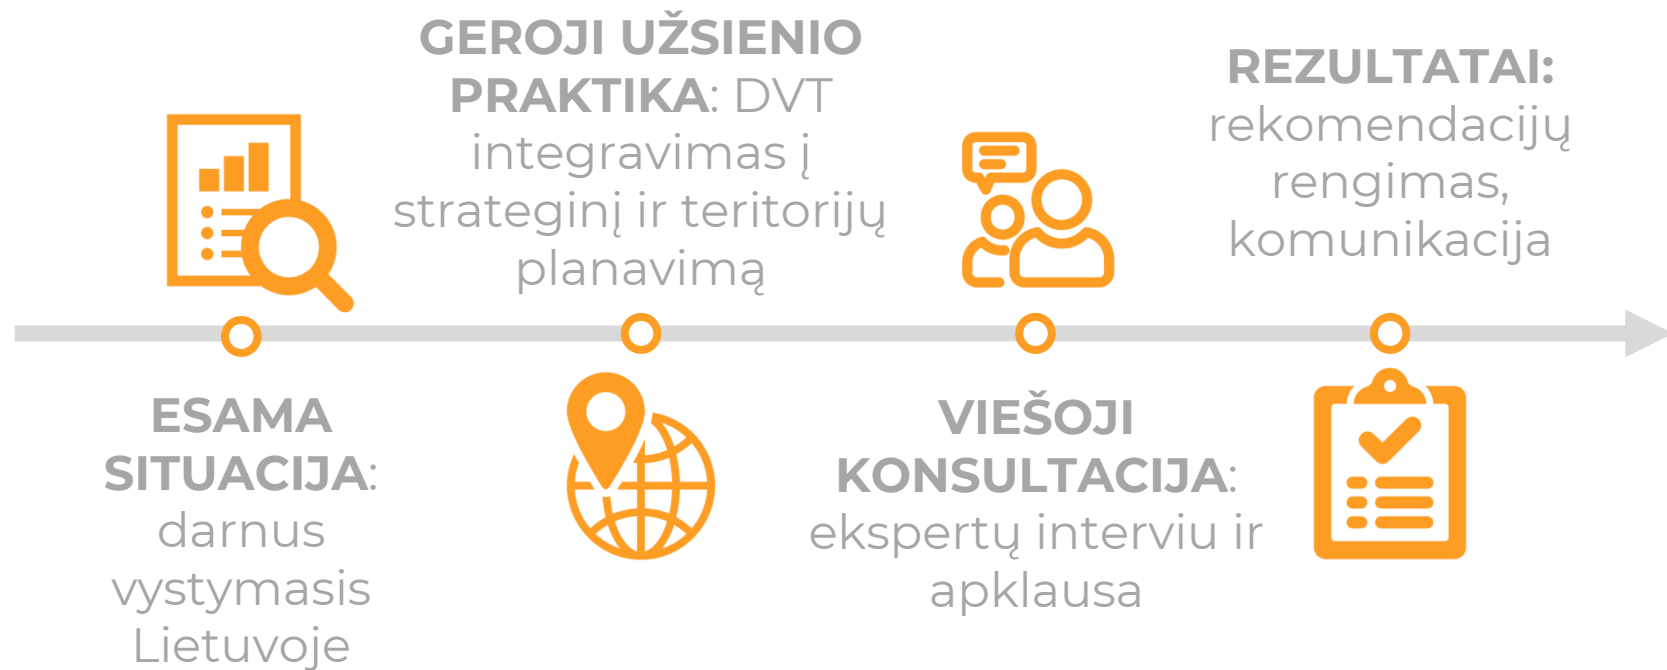 ESAMA
SITUACIJA:
darnus
vystymasis
Lietuvoje
GEROJI UŽSIENIO
PRAKTIKA: DVT
integravimas į
strateginį ir teritorijų
planavimą
VIEŠOJI
KONSULTACIJA:
ekspertų interviu ir
apklausa
REZULTATAI:
rekomendacijų
rengimas,
komunikacija